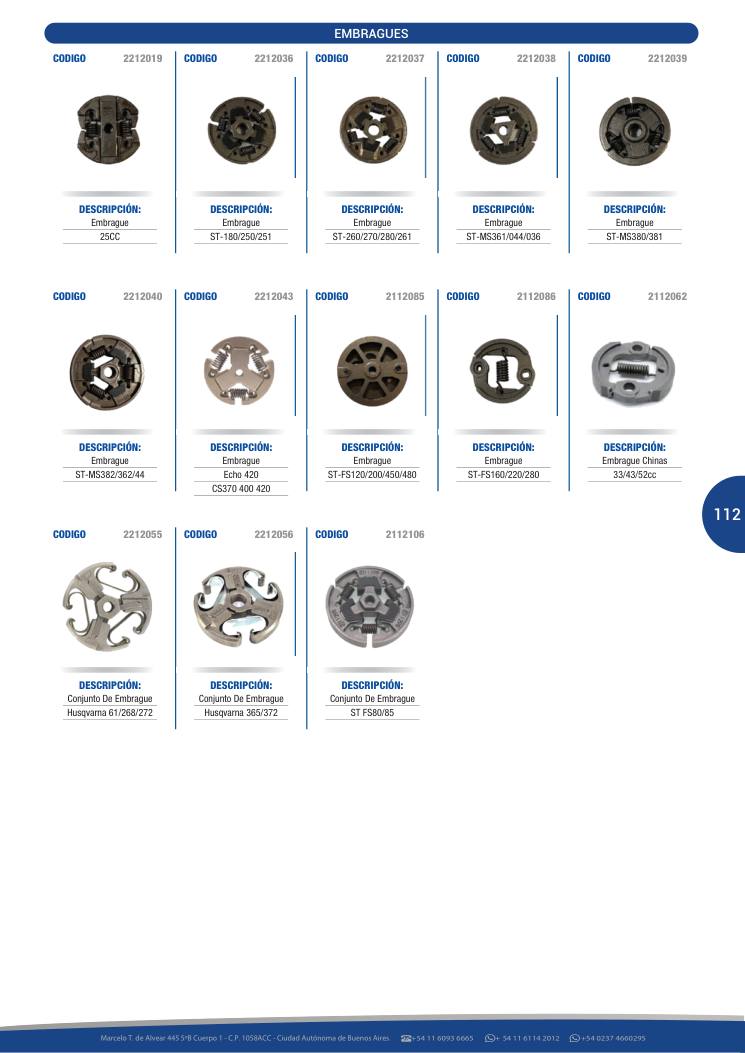 EMBRAGUES
CODIGO 2212019
DESCRIPCIÓN:
Embrague
25CC
CODIGO 2212036
DESCRIPCIÓN:
Embrague
ST-180/250/251
CODIGO 2212037
DESCRIPCIÓN:
Embrague
ST-260/270/280/261
CODIGO 2212038
DESCRIPCIÓN:
Embrague
ST-MS361/044/036
CODIGO 2212039
DESCRIPCIÓN:
Embrague
ST-MS380/381
CODIGO 2212040
DESCRIPCIÓN:
Embrague
ST-MS382/362/44
CODIGO 2212043
DESCRIPCIÓN:
Embrague
Echo 420
CS370 400 420
CODIGO 2112085
DESCRIPCIÓN:
Embrague
ST-FS120/200/450/480
CODIGO 2112086
DESCRIPCIÓN:
Embrague
ST-FS160/220/280
CODIGO 2112062
DESCRIPCIÓN:
Embrague Chinas
33/43/52cc
112
CODIGO 2212055
DESCRIPCIÓN:
Conjunto De Embrague
Husqvarna 61/268/272
CODIGO 2212056
DESCRIPCIÓN:
Conjunto De Embrague
Husqvarna 365/372
CODIGO 2112106
DESCRIPCIÓN:
Conjunto De Embrague
ST FS80/85
Marcelo T. de Alvear 445 5ºB Cuerpo 1 - C.P. 1058ACC - Ciudad Autónoma de Buenos Aires +54 11 6093 6665 + 54 11 6114 2012 +54 0237 4660295